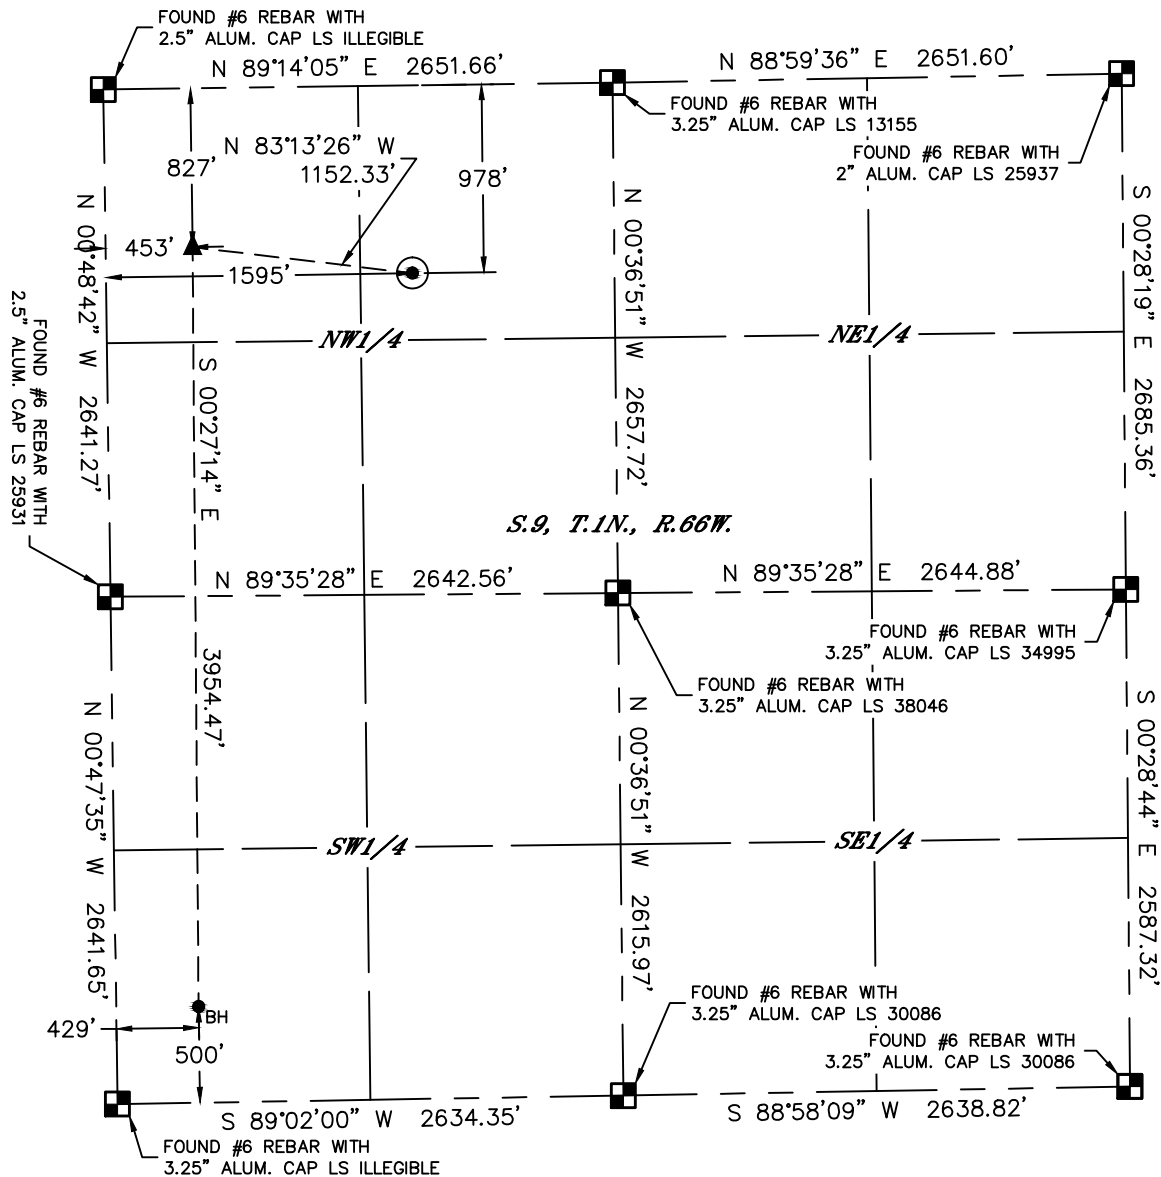 FOUND #6 REBAR WITH
2.5" ALUM. CAP LS ILLEGIBLE
N 89°14'05" E 2651.66'
N 88°59'36" E 2651.60'
FOUND #6 REBAR WITH
3.25" ALUM. CAP LS 13155
FOUND #6 REBAR WITH
2" ALUM. CAP LS 25937
827'
N 83°13'26" W
1152.33'
978'
453'
1595'
N 00°48'42" W 2641.27'
N 00°36'51" W 2657.72'
S 00°28'19" E 2685.36'
NW1/4
NE1/4
FOUND #6 REBAR WITH
2.5" ALUM. CAP LS 25931
S 00°27'14" E 3954.47'
S.9, T.1N., R.66W.
N 89°35'28" E 2642.56'
N 89°35'28" E 2644.88'
FOUND #6 REBAR WITH
3.25" ALUM. CAP LS 34995
FOUND #6 REBAR WITH
3.25" ALUM. CAP LS 38046
N 00°47'35" W 2641.65'
N 00°36'51" W 2615.97'
S 00°28'44" E 2587.32'
SW1/4
SE1/4
BH
429'
500'
FOUND #6 REBAR WITH
3.25" ALUM. CAP LS 30086
FOUND #6 REBAR WITH
3.25" ALUM. CAP LS 30086
S 89°02'00" W 2634.35'
S 88°58'09" W 2638.82'
FOUND #6 REBAR WITH
3.25" ALUM. CAP LS ILLEGIBLE